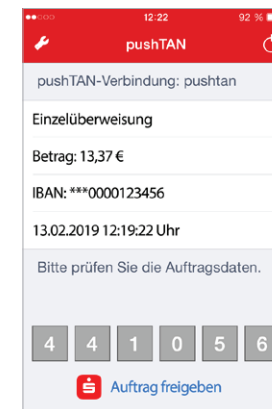 12:22 92 %
pushTAN
pushTAN-Verbindung: pushtan
Einzelüberweisung
Betrag: 13,37 €
IBAN: ***0000123456
13.02.2019 12:19:22 Uhr
Bitte prüfen Sie die Auftragsdaten.
4 4 1 0 5 6
Auftrag freigeben